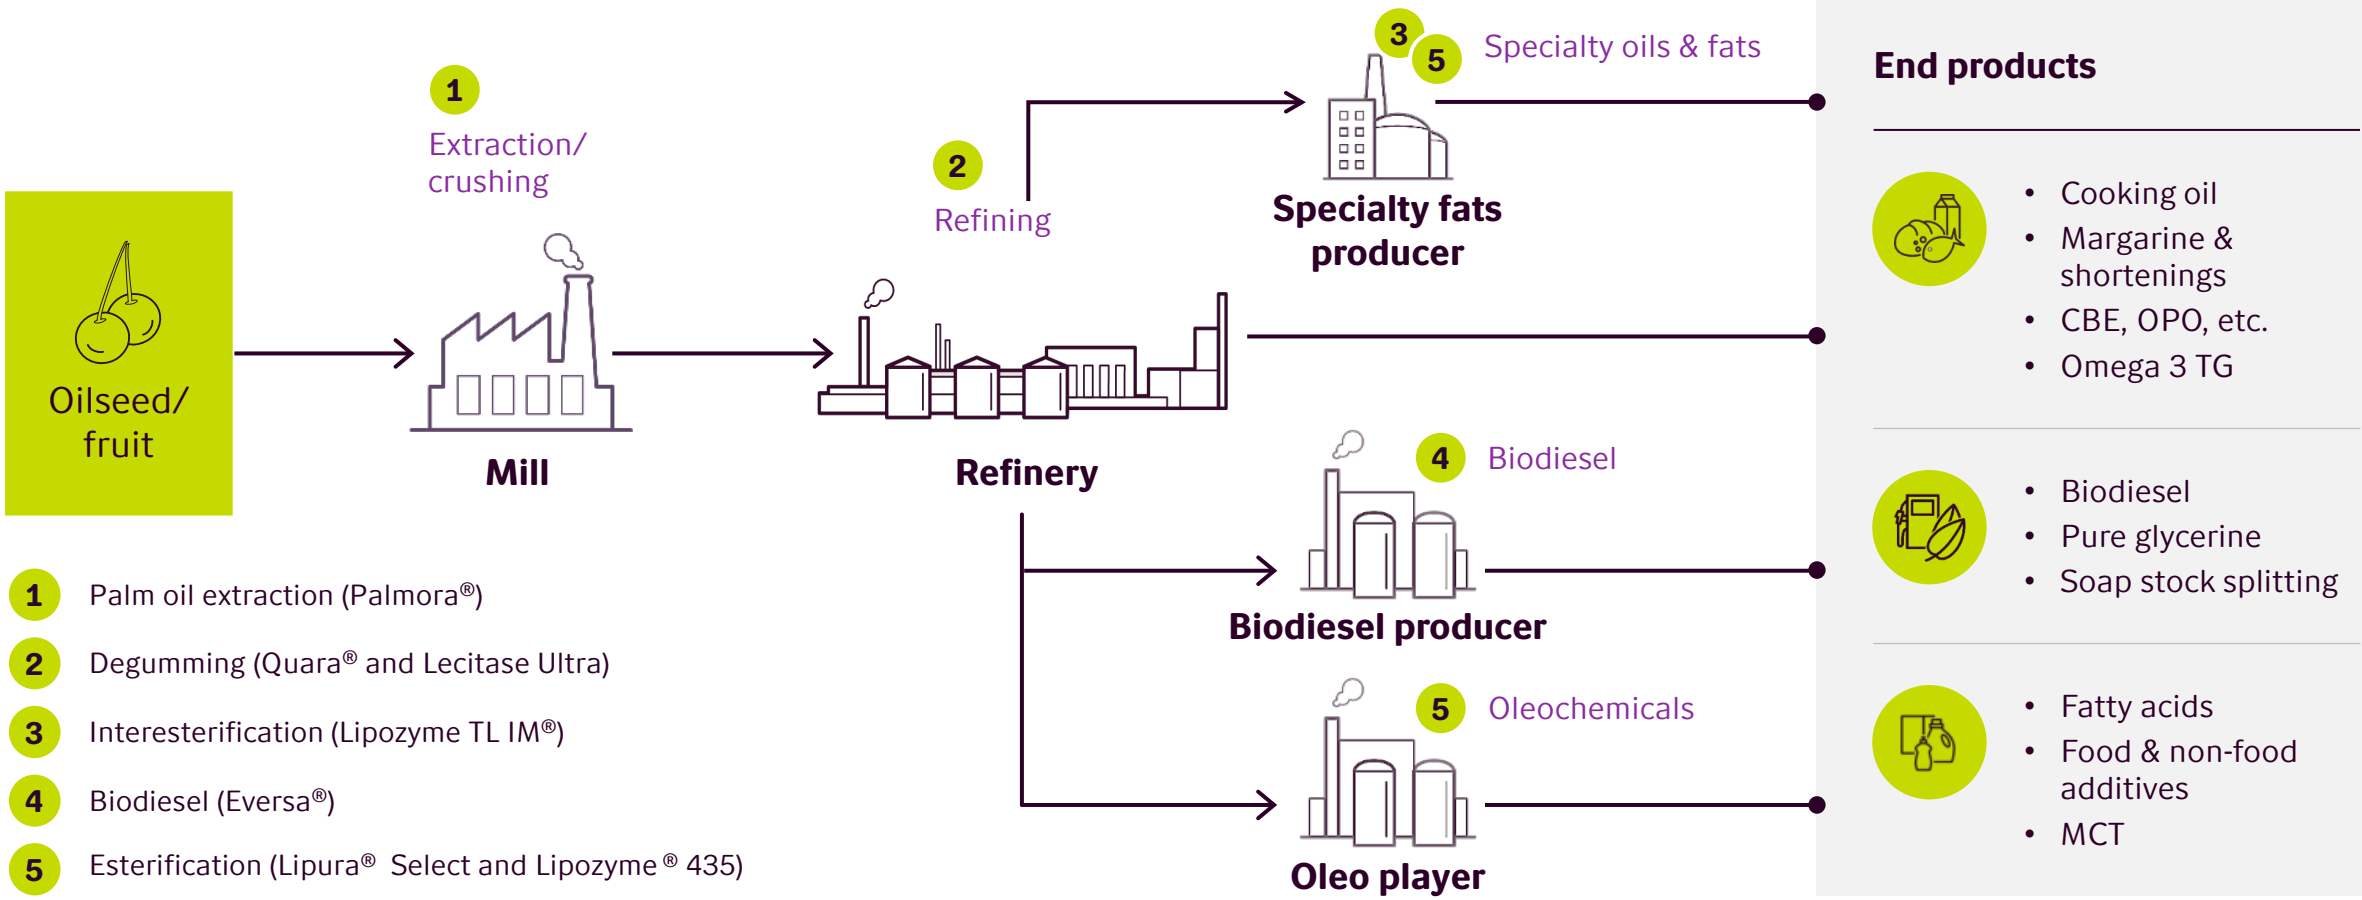 1
Extraction/
crushing
Oilseed/
fruit
Mill
2
Refining
Refinery
3
5
Specialty oils & fats
Specialty fats
producer
4
Biodiesel
Biodiesel producer
5
Oleochemicals
Oleo player
1 Palm oil extraction (Palmora®)
2 Degumming (Quara® and Lecitase Ultra)
3 Interesterification (Lipozyme TL IM®)
4 Biodiesel (Eversa®)
5 Esterification (Lipura® Select and Lipozyme ® 435)
End products
• Cooking oil
• Margarine &
shortenings
• CBE, OPO, etc.
• Omega 3 TG
• Biodiesel
• Pure glycerine
• Soap stock splitting
• Fatty acids
• Food & non-food
additives
• MCT